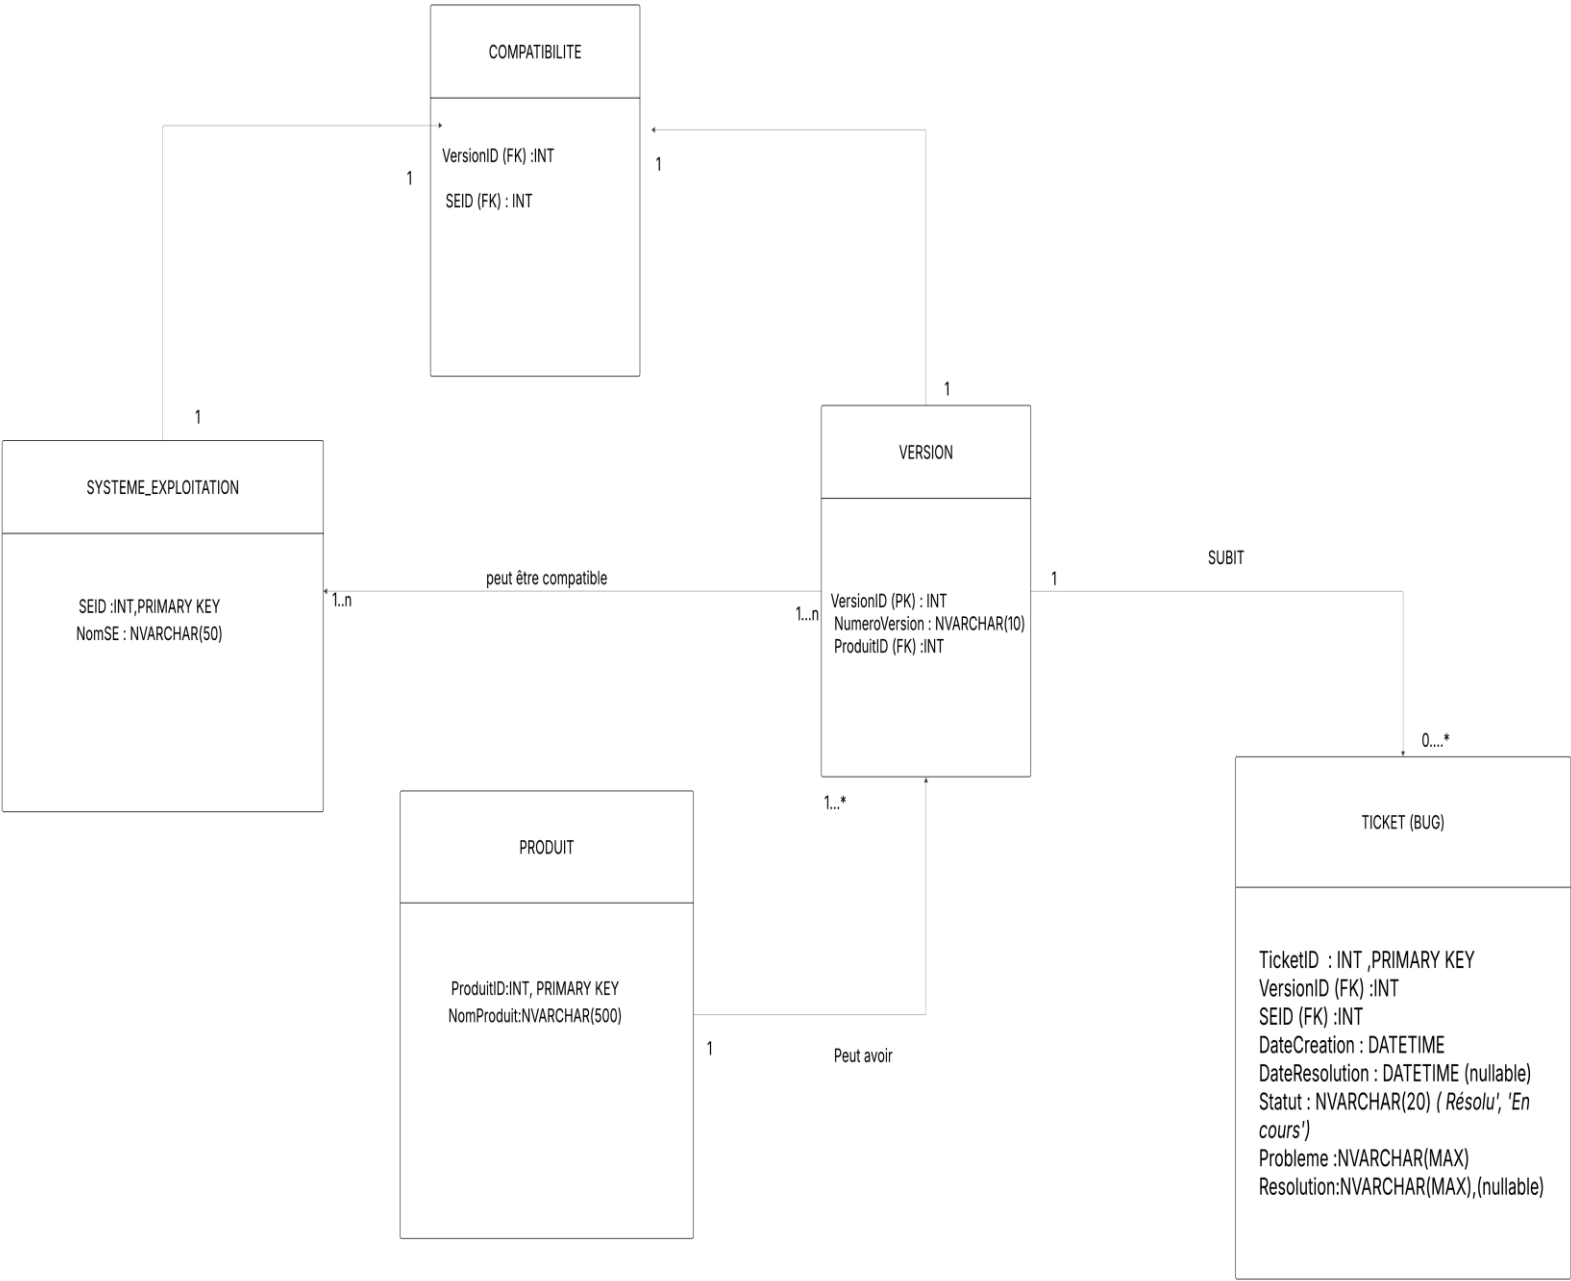 COMPATIBILITE
VersionID (FK) :INT
SEID (FK) : INT
1
1
1
1
SYSTEME_EXPLOITATION
SEID :INT,PRIMARY KEY
NomSE : NVARCHAR(50)
peut être compatible
1..n
1...n
VERSION
VersionID (PK) : INT
NumeroVersion : NVARCHAR(10)
ProduitID (FK) :INT
1
SUBIT
0....*
1...*
PRODUIT
ProduitID:INT, PRIMARY KEY
NomProduit:NVARCHAR(500)
1
Peut avoir
TICKET (BUG)
TicketID : INT ,PRIMARY KEY
VersionID (FK) :INT
SEID (FK) :INT
DateCreation : DATETIME
DateResolution : DATETIME (nullable)
Statut : NVARCHAR(20) ( Résolu', 'En
cours')
Probleme :NVARCHAR(MAX)
Resolution:NVARCHAR(MAX),(nullable)